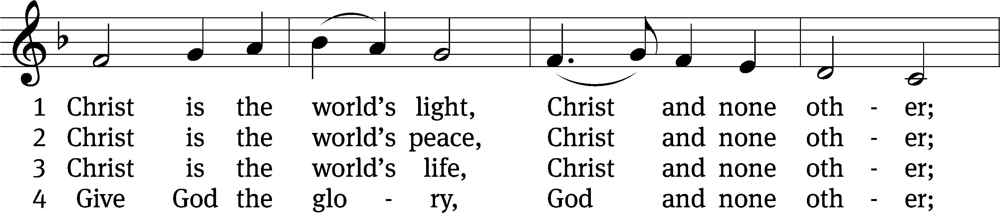 1 Christ is the world’s light, Christ and none oth - er;
2 Christ is the world’s peace, Christ and none oth - er;
3 Christ is the world’s life, Christ and none oth - er;
4 Give God the glo - ry, God and none oth - er;